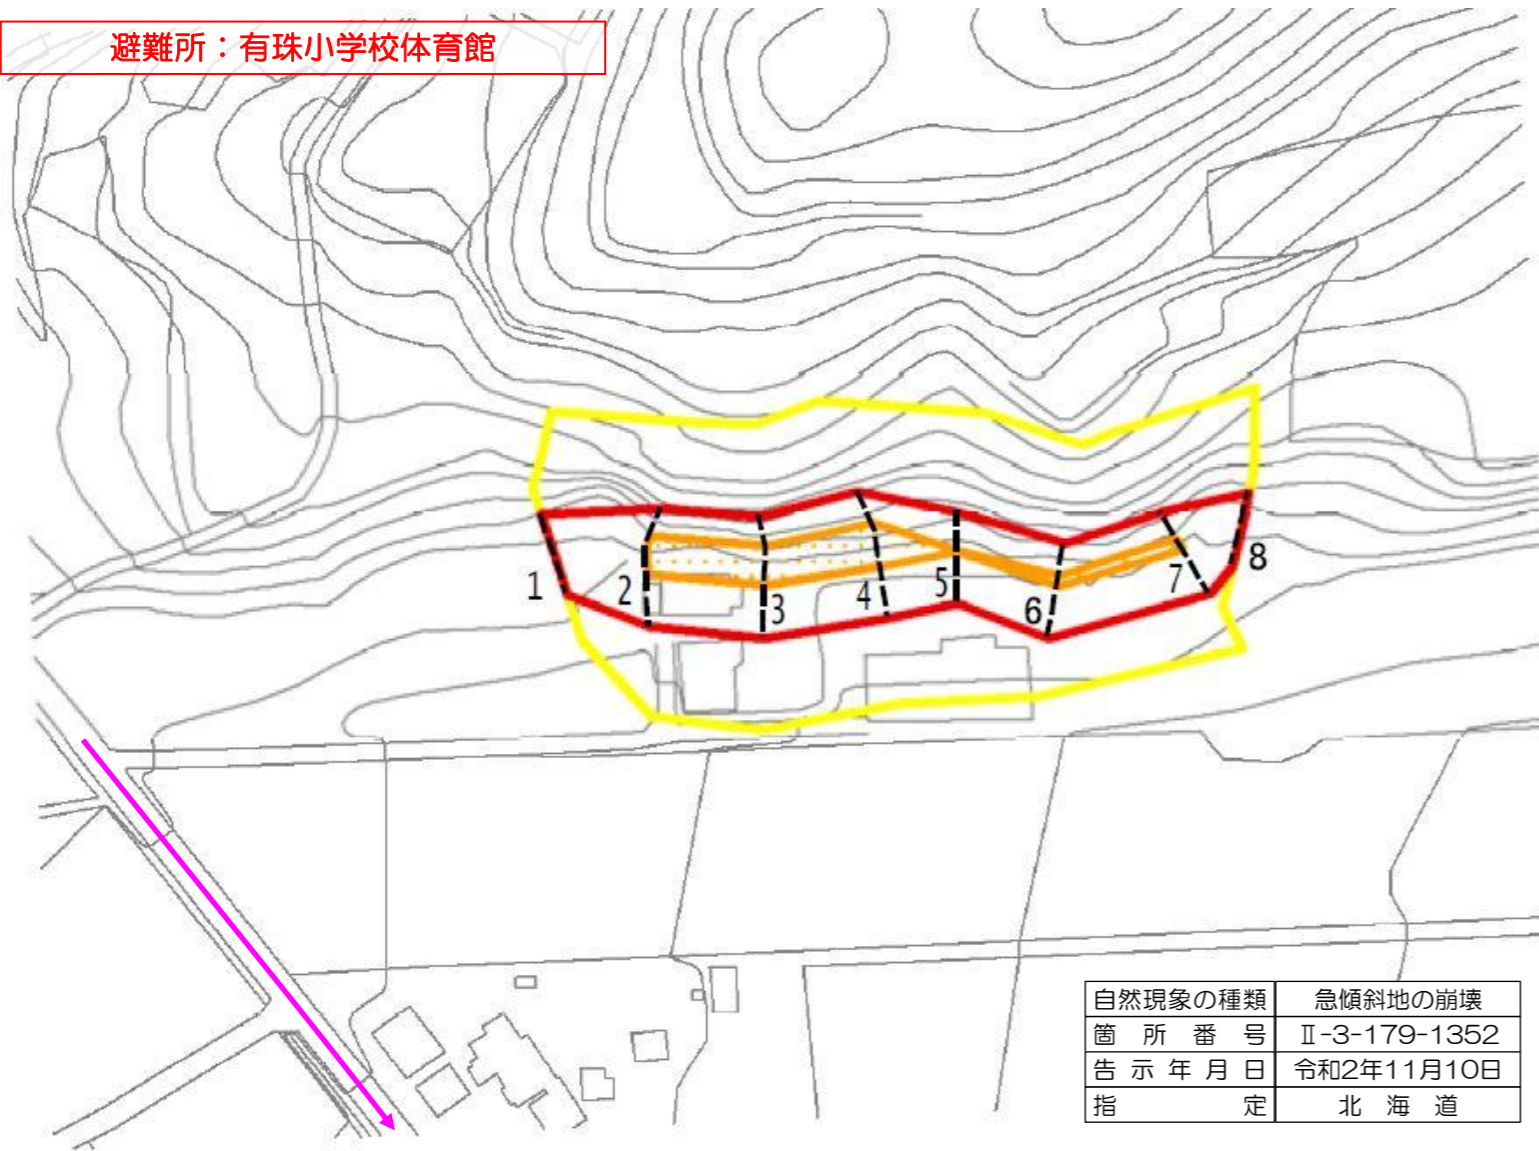 避難所：有珠小学校体育館
1
2
3
4
5
6
7
8
自然現象の種類 急傾斜地の崩壊
箇所番号 Ⅱ-3-179-1352
告示年月日 令和2年11月10日
指定 北海道